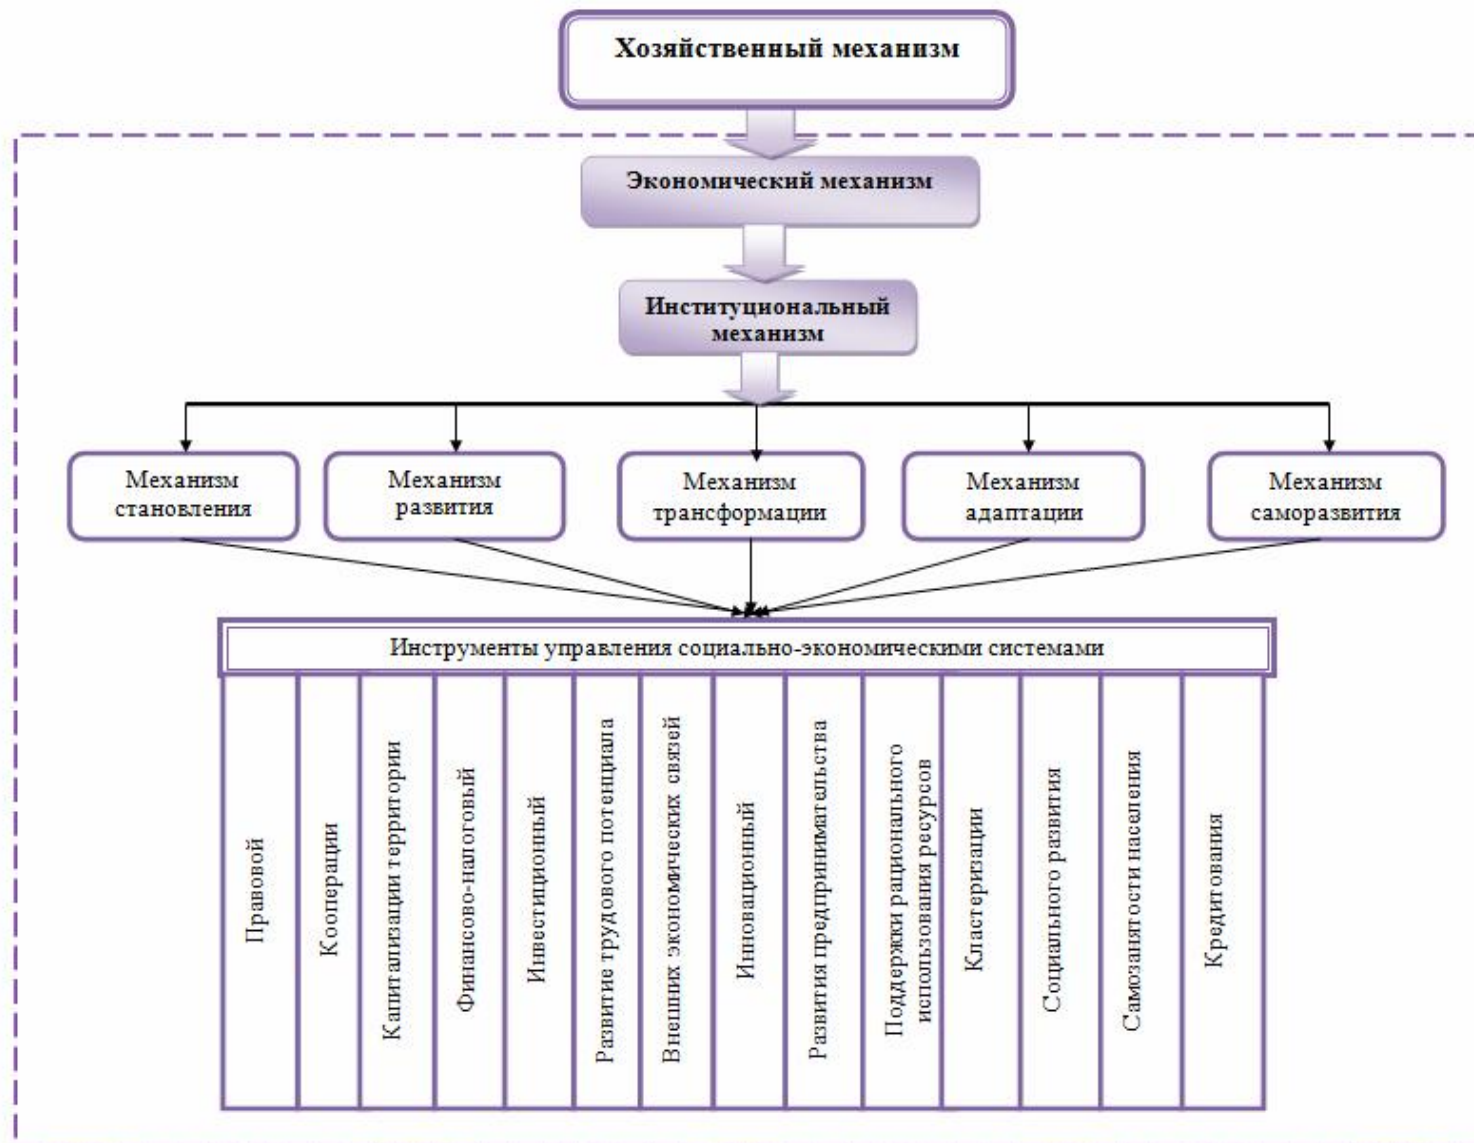 Хозяйственный механизм
Экономический механизм
Институциональный
механизм
Механизм
становления
Механизм
развития
Механизм
трансформации
Механизм
адаптации
Механизм
саморазвития
Инструменты управления социально-экономическими системами
Правовой
Кооперации
Капитализации территории
Финансово-налоговый
Инвестиционный
Развитие трудового потенциала
Внешних экономических связей
Инновационный
Развития предпринимательства
Поддержки рационального
использования ресурсов
Кластеризации
Социального развития
Самозанятости населения
Кредитования